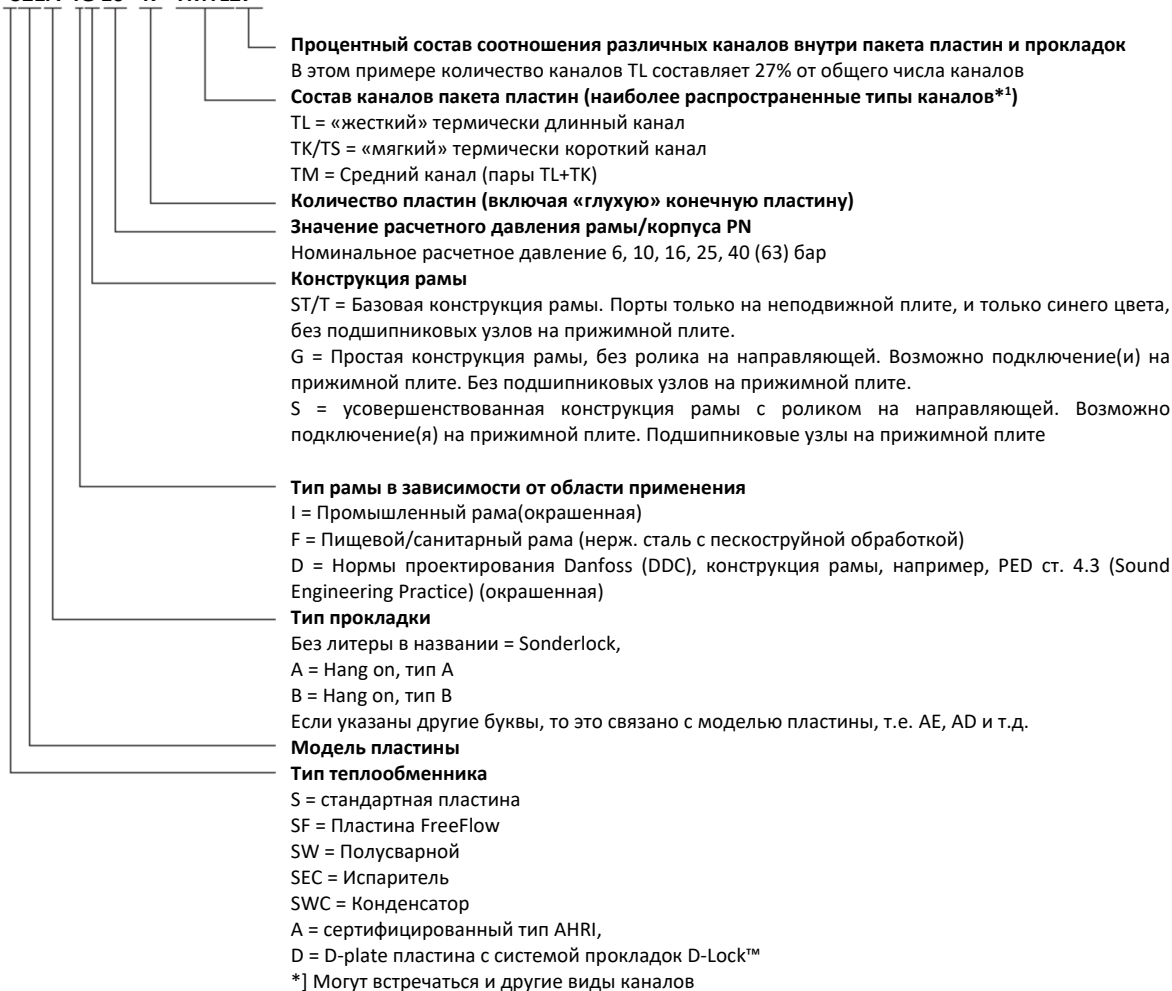 Процентный состав соотношения различных каналов внутри пакета пластин и прокладок
В этом примере количество каналов TL составляет 27% от общего числа каналов
Состав каналов пакета пластин (наиболее распространенные типы каналов*1)
TL = «жесткий» термически длинный канал
TK/TS = «мягкий» термически короткий канал
TM = Средний канал (пары TL+TK)
Количество пластин (включая «глухую» конечную пластину)
Значение расчетного давления рамы/корпуса PN
Номинальное расчетное давление 6, 10, 16, 25, 40 (63) бар
Конструкция рамы
ST/T = Базовая конструкция рамы. Порты только на неподвижной плите, и только синего цвета,
без подшипниковых узлов на прижимной плите.
G = Простая конструкция рамы, без ролика на направляющей. Возможно подключение(и) на
прижимной плите. Без подшипниковых узлов на прижимной плите.
S = усовершенствованная конструкция рамы с роликом на направляющей. Возможно
подключение(я) на прижимной плите. Подшипниковые узлы на прижимной плите
Тип рамы в зависимости от области применения
I = Промышленный рама(окрашенная)
F = Пищевой/санитарный рама (нерж. сталь с пескоструйной обработкой)
D = Нормы проектирования Danfoss (DDC), конструкция рамы, например, PED ст. 4.3 (Sound
Engineering Practice) (окрашенная)
Тип прокладки
Без литеры в названии = Sonderlock,
A = Hang on, тип A
B = Hang on, тип B
Если указаны другие буквы, то это связано с моделью пластины, т.е. AE, AD и т.д.
Модель пластины
Тип теплообменника
S = стандартная пластина
SF = Пластина FreeFlow
SW = Полусварной
SEC = Испаритель
SWC = Конденсатор
A = сертифицированный тип AHRI,
D = D-plate пластина с системой прокладок D-Lock™
*] Могут встречаться и другие виды каналов